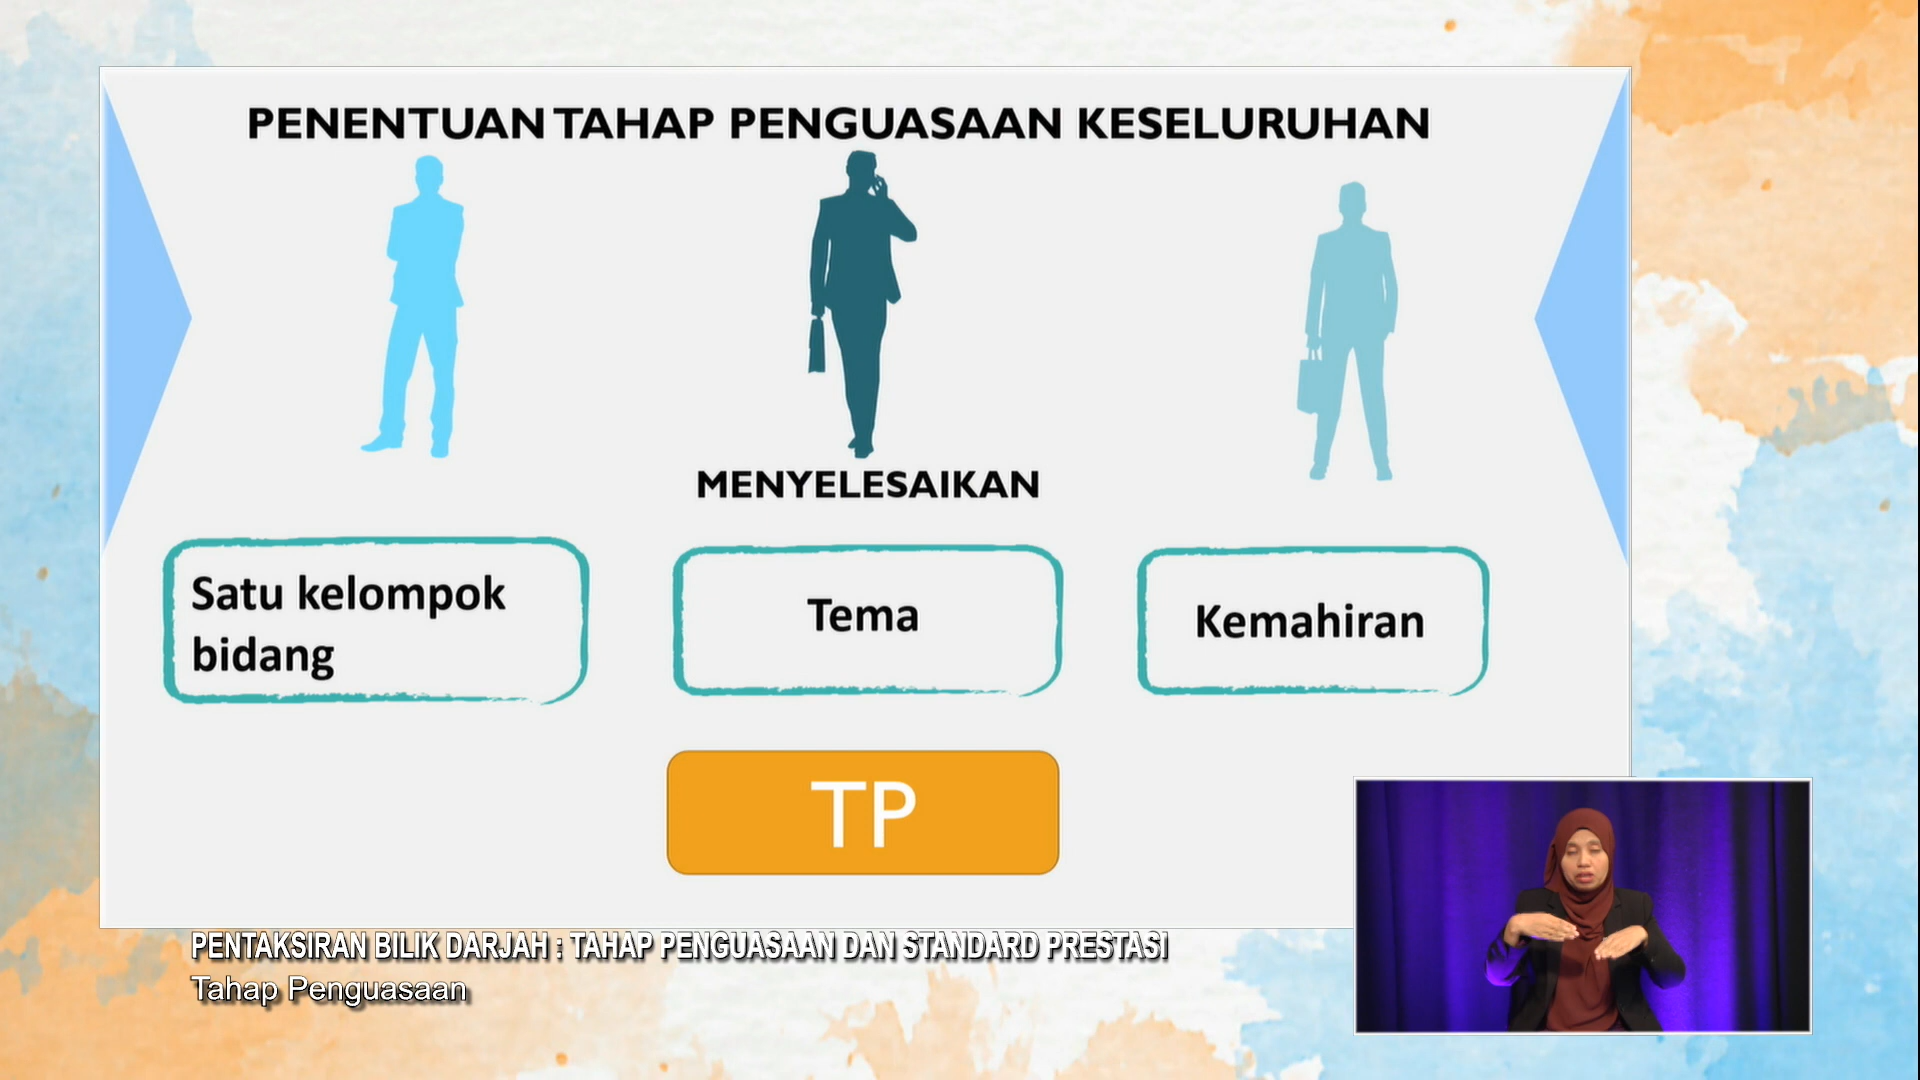 PENENTUAN TAHAP PENGUASAAN KESELURUHAN
MENYELESAIKAN
Satu kelompok
bidang
Tema
Kemahiran
TP
PENTAKSIRAN BILIK DARJAH : TAHAP PENGUASAAN DAN STANDARD PRESTASI
Tahap Penguasaan